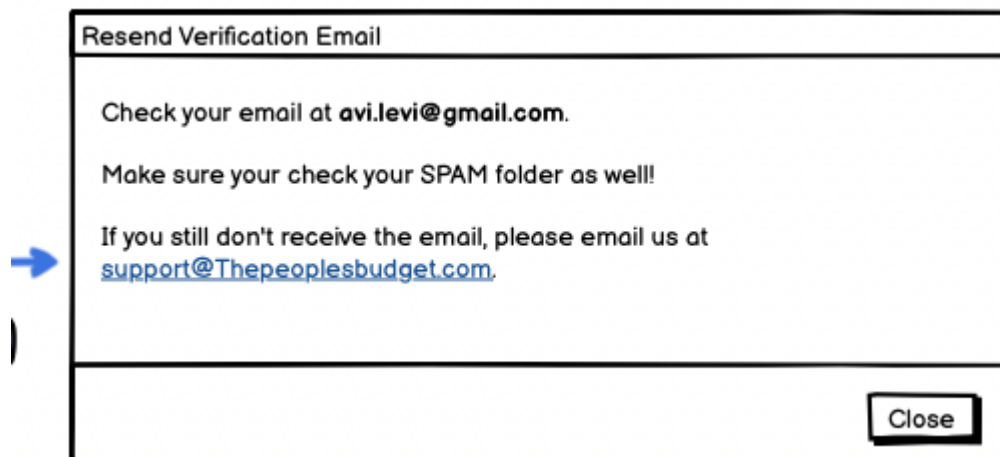 Resend Verification Email
Check your email at avi.levi@gmail.com.
Make sure your check your SPAM folder as well!
If you still don't receive the email, please email us at
support@Thepeoplesbudget.com.
Close